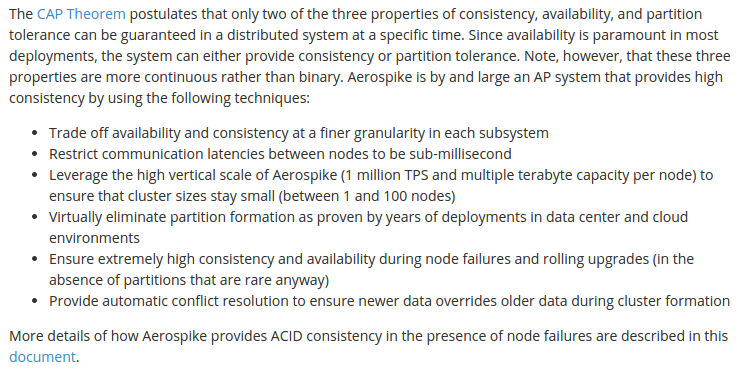 The CAP Theorem postulates that only two of the three properties of consistency, availability, and partition
tolerance can be guaranteed in a distributed system at a specific time. Since availability is paramount in most
deployments, the system can either provide consistency or partition tolerance. Note, however, that these three
properties are more continuous rather than binary. Aerospike is by and large an AP system that provides high
consistency by using the following techniques:
• Trade off availability and consistency at a finer granularity in each subsystem
• Restrict communication latencies between nodes to be sub-millisecond
• Leverage the high vertical scale of Aerospike (1 million TPS and multiple terabyte capacity per node) to
ensure that cluster sizes stay small (between 1 and 100 nodes)
• Virtually eliminate partition formation as proven by years of deployments in data center and cloud
environments
• Ensure extremely high consistency and availability during node failures and rolling upgrades (in the
absence of partitions that are rare anyway)
• Provide automatic conflict resolution to ensure newer data overrides older data during cluster formation
More details of how Aerospike provides ACID consistency in the presence of node failures are described in this
document.